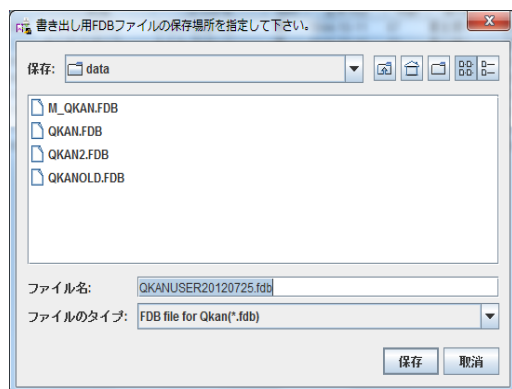 書き出し用FDBファイルの保存場所を指定して下さい。
保存: data
M_QKAN.FDB
QKAN.FDB
QKAN2.FDB
QKANOLD.FDB
ファイル名: QKANUSER20120725.fdb
ファイルのタイプ: FDB file for Qkan(*.fdb)
保存 取消